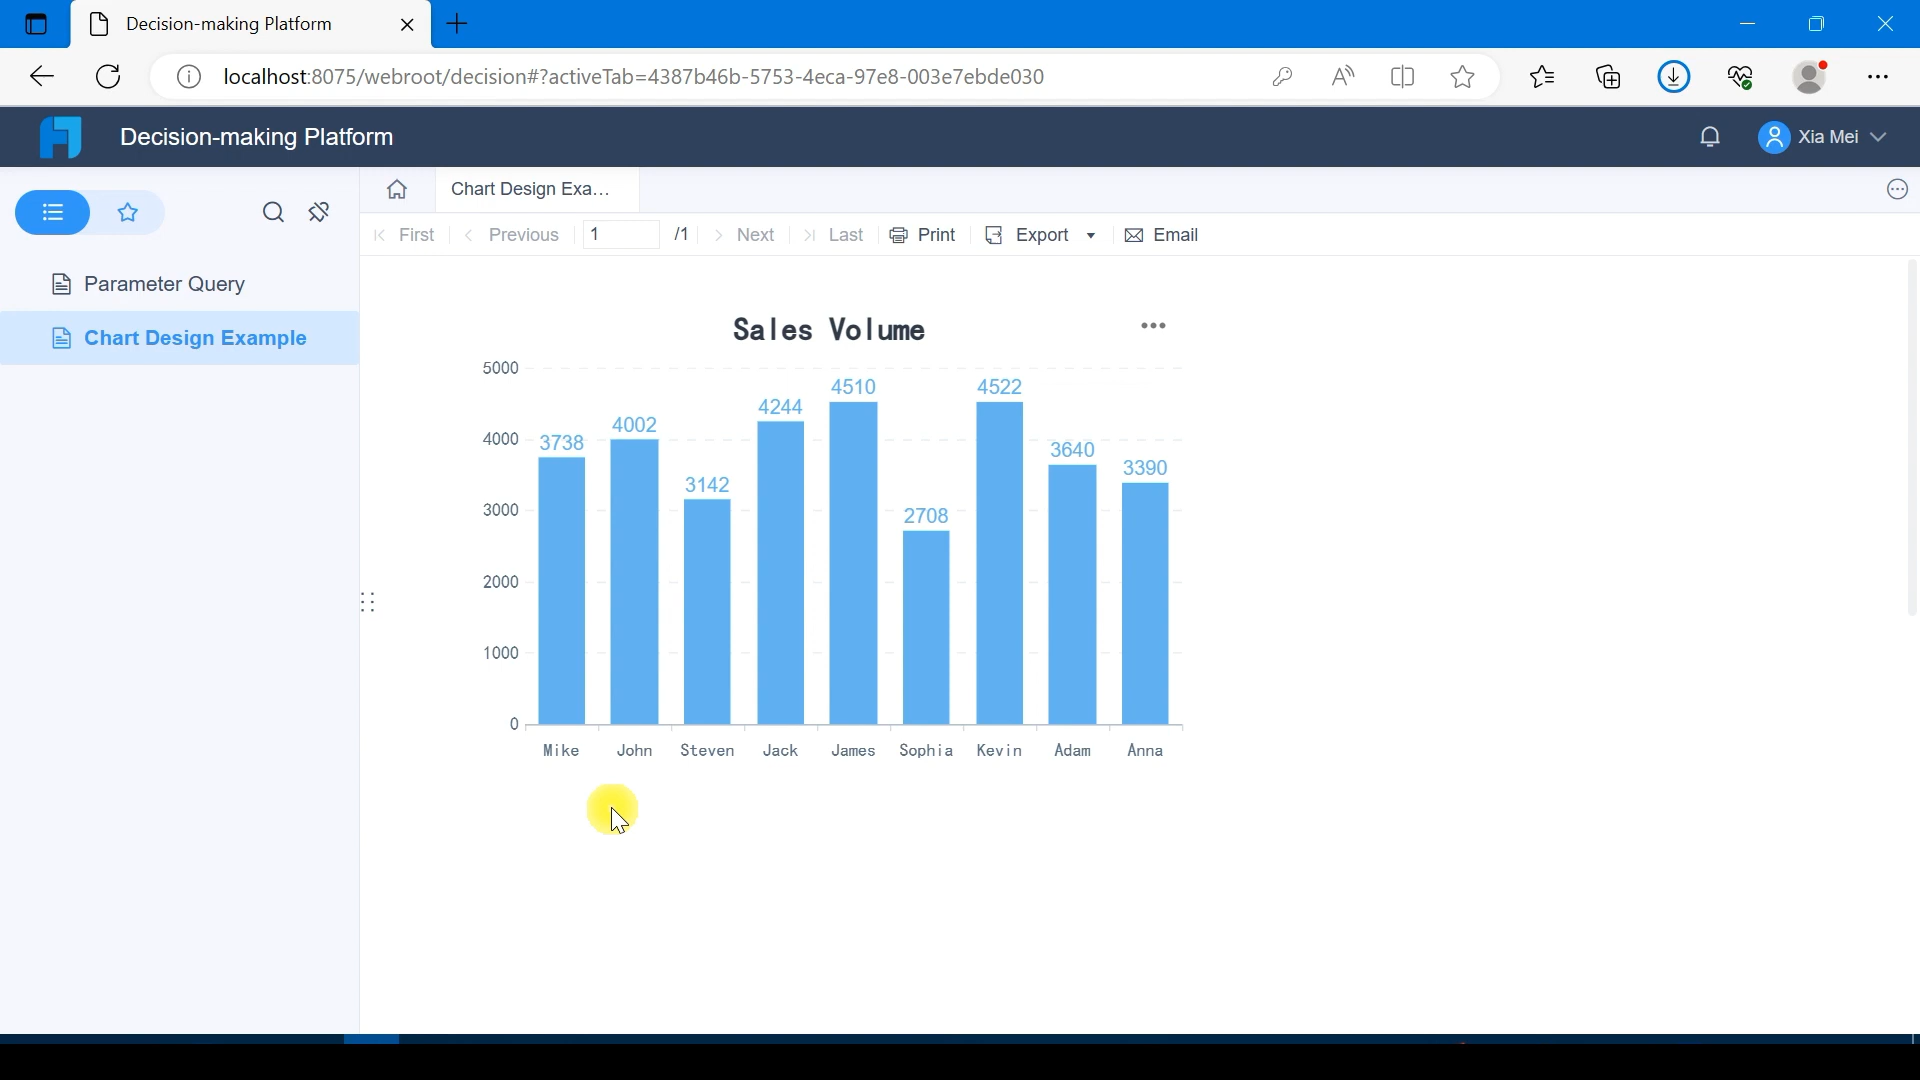 Decision-making Platform
localhost:8075/webroot/decision#?activeTab=4387b46b-5753-4eca-97e8-003e7ebde030
Decision-making Platform
Xia Mei
Chart Design Exa...
First Previous 1 /1 Next Last Print Export Email
Parameter Query
Chart Design Example
Sales Volume
5000
4000
3000
2000
1000
0
3738 4002 3142 4244 4510 2708 4522 3640 3390
Mike John Steven Jack James Sophia Kevin Adam Anna